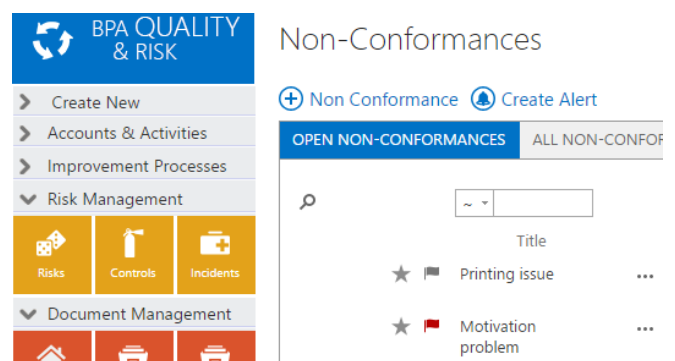 BPA QUALITY
& RISK
Create New
Accounts & Activities
Improvement Processes
Risk Management
Risks Controls Incidents
Document Management
Non-Conformances
Non Conformance Create Alert
OPEN NON-CONFORMANCES ALL NON-CONFOR
~
Title
Printing issue ...
Motivation ...
problem